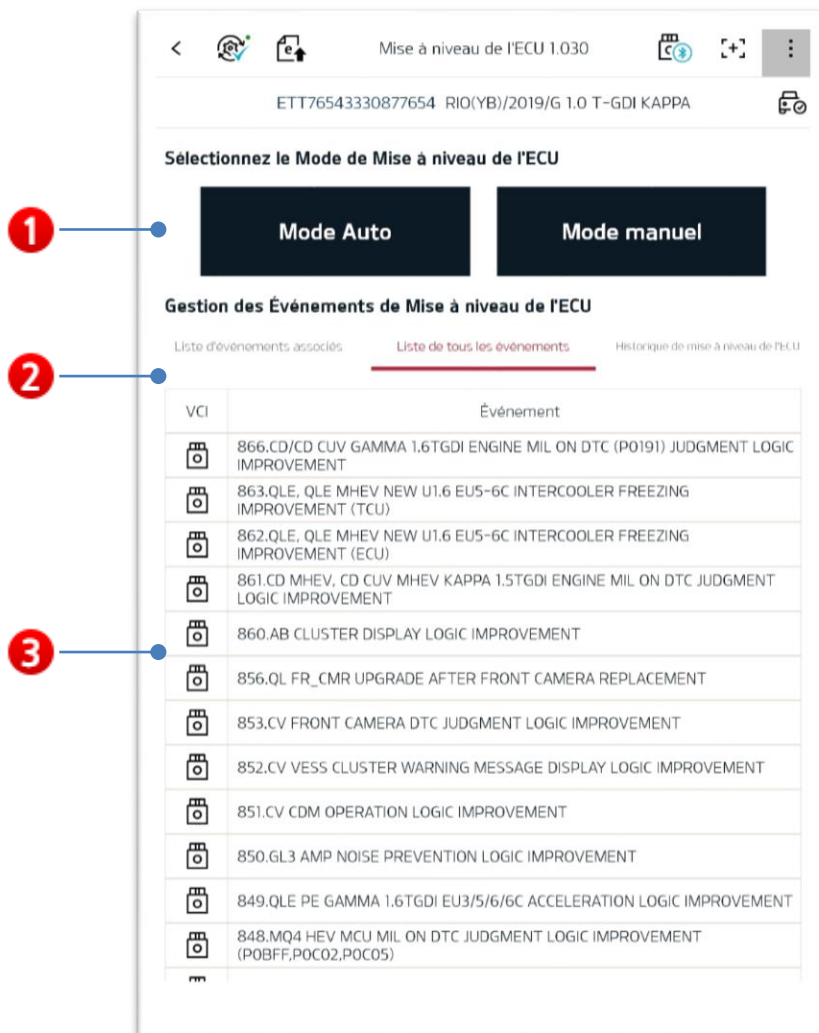 Mise à niveau de l'ECU 1.030
ETT76543330877654 RIO(YB)/2019/G 1.0 T-GDI KAPPA
Sélectionnez le Mode de Mise à niveau de l'ECU
1
Mode Auto
Mode manuel
Gestion des Événements de Mise à niveau de l'ECU
Liste d'événements associés
Liste de tous les événements
Historique de mise à niveau de l'ECU
2
VCI
Événement
866.CD/CD CUV GAMMA 1.6TGDI ENGINE MIL ON DTC (P0191) JUDGMENT LOGIC
IMPROVEMENT
863.QLE, QLE MHEV NEW U1.6 EU5-6C INTERCOOLER FREEZING
IMPROVEMENT (TCU)
862.QLE, QLE MHEV NEW U1.6 EU5-6C INTERCOOLER FREEZING
IMPROVEMENT (ECU)
861.CD MHEV, CD CUV MHEV KAPPA 1.5TGDI ENGINE MIL ON DTC JUDGMENT
LOGIC IMPROVEMENT
3
860.AB CLUSTER DISPLAY LOGIC IMPROVEMENT
856.QL FR_CMR UPGRADE AFTER FRONT CAMERA REPLACEMENT
853.CV FRONT CAMERA DTC JUDGMENT LOGIC IMPROVEMENT
852.CV VESS CLUSTER WARNING MESSAGE DISPLAY LOGIC IMPROVEMENT
851.CV CDM OPERATION LOGIC IMPROVEMENT
850.GL3 AMP NOISE PREVENTION LOGIC IMPROVEMENT
849.QLE PE GAMMA 1.6TGDI EU3/5/6/6C ACCELERATION LOGIC IMPROVEMENT
848.MQ4 HEV MCU MIL ON DTC JUDGMENT LOGIC IMPROVEMENT
(P0BFF,P0C02,P0C05)